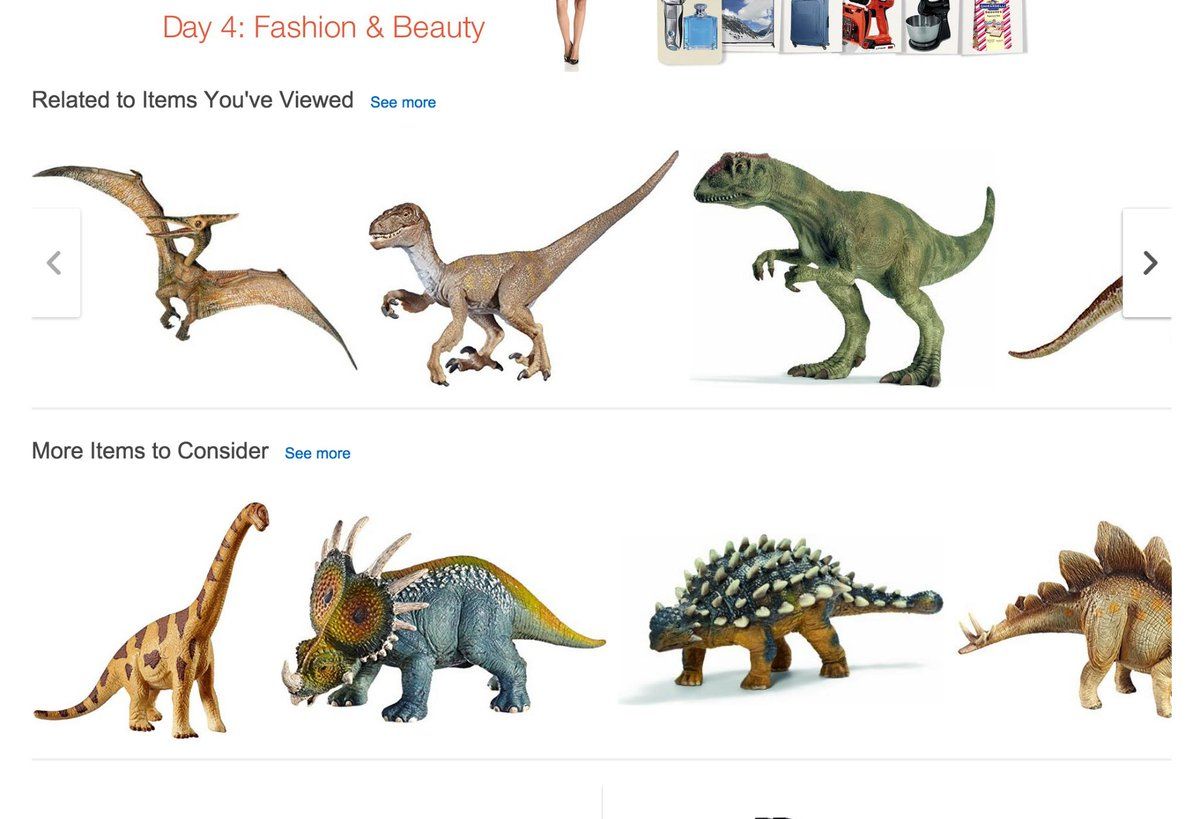 Day 4: Fashion & Beauty
Related to Items You've Viewed See more
More Items to Consider See more